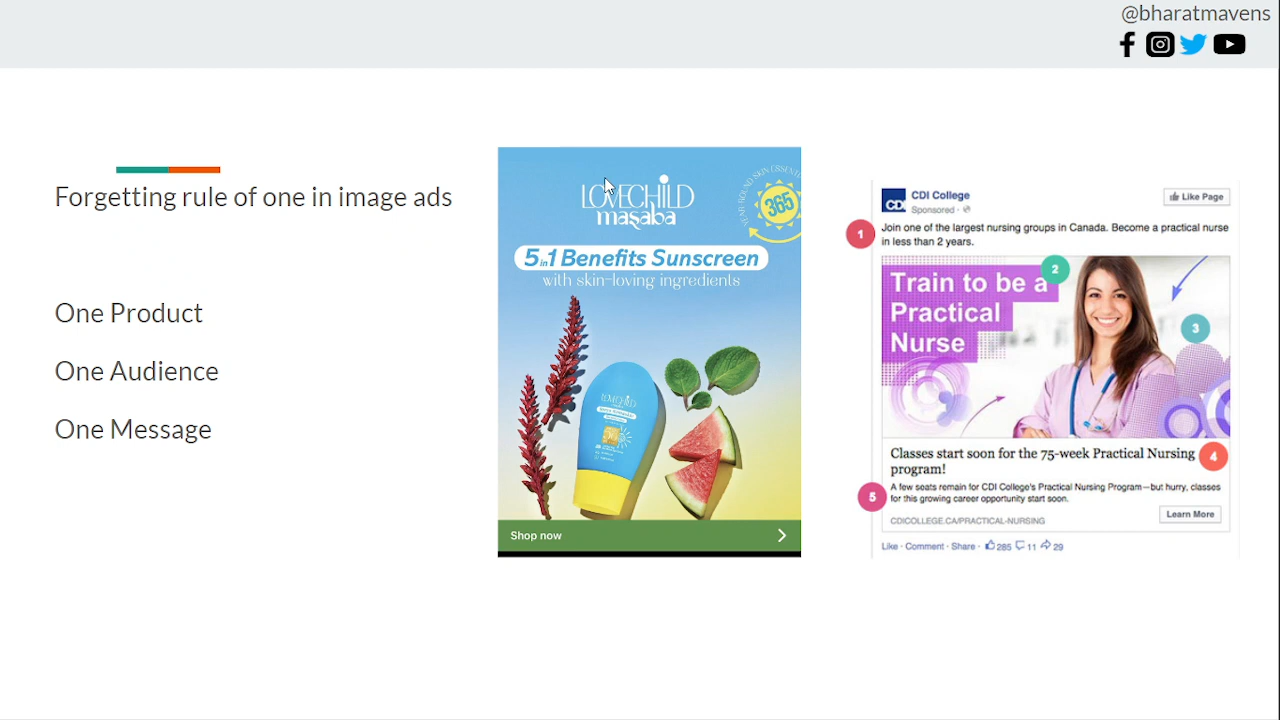 @bharatmavens
Forgetting rule of one in image ads
One Product
One Audience
One Message
LOVECHILD
masaba
365
5in1 Benefits Sunscreen
with skin-loving ingredients
LOVECHILD
Shop now
CDI College
Sponsored ·
Like Page
1
Join one of the largest nursing groups in Canada. Become a practical nurse
in less than 2 years.
2
Train to be a
Practical
Nurse
3
Classes start soon for the 75-week Practical Nursing
program!
4
5
A few seats remain for CDI College's Practical Nursing Program—but hurry, classes
for this growing career opportunity start soon.
CDICOLLEGE.CA/PRACTICAL-NURSING
Learn More
Like · Comment · Share · 285 11 29